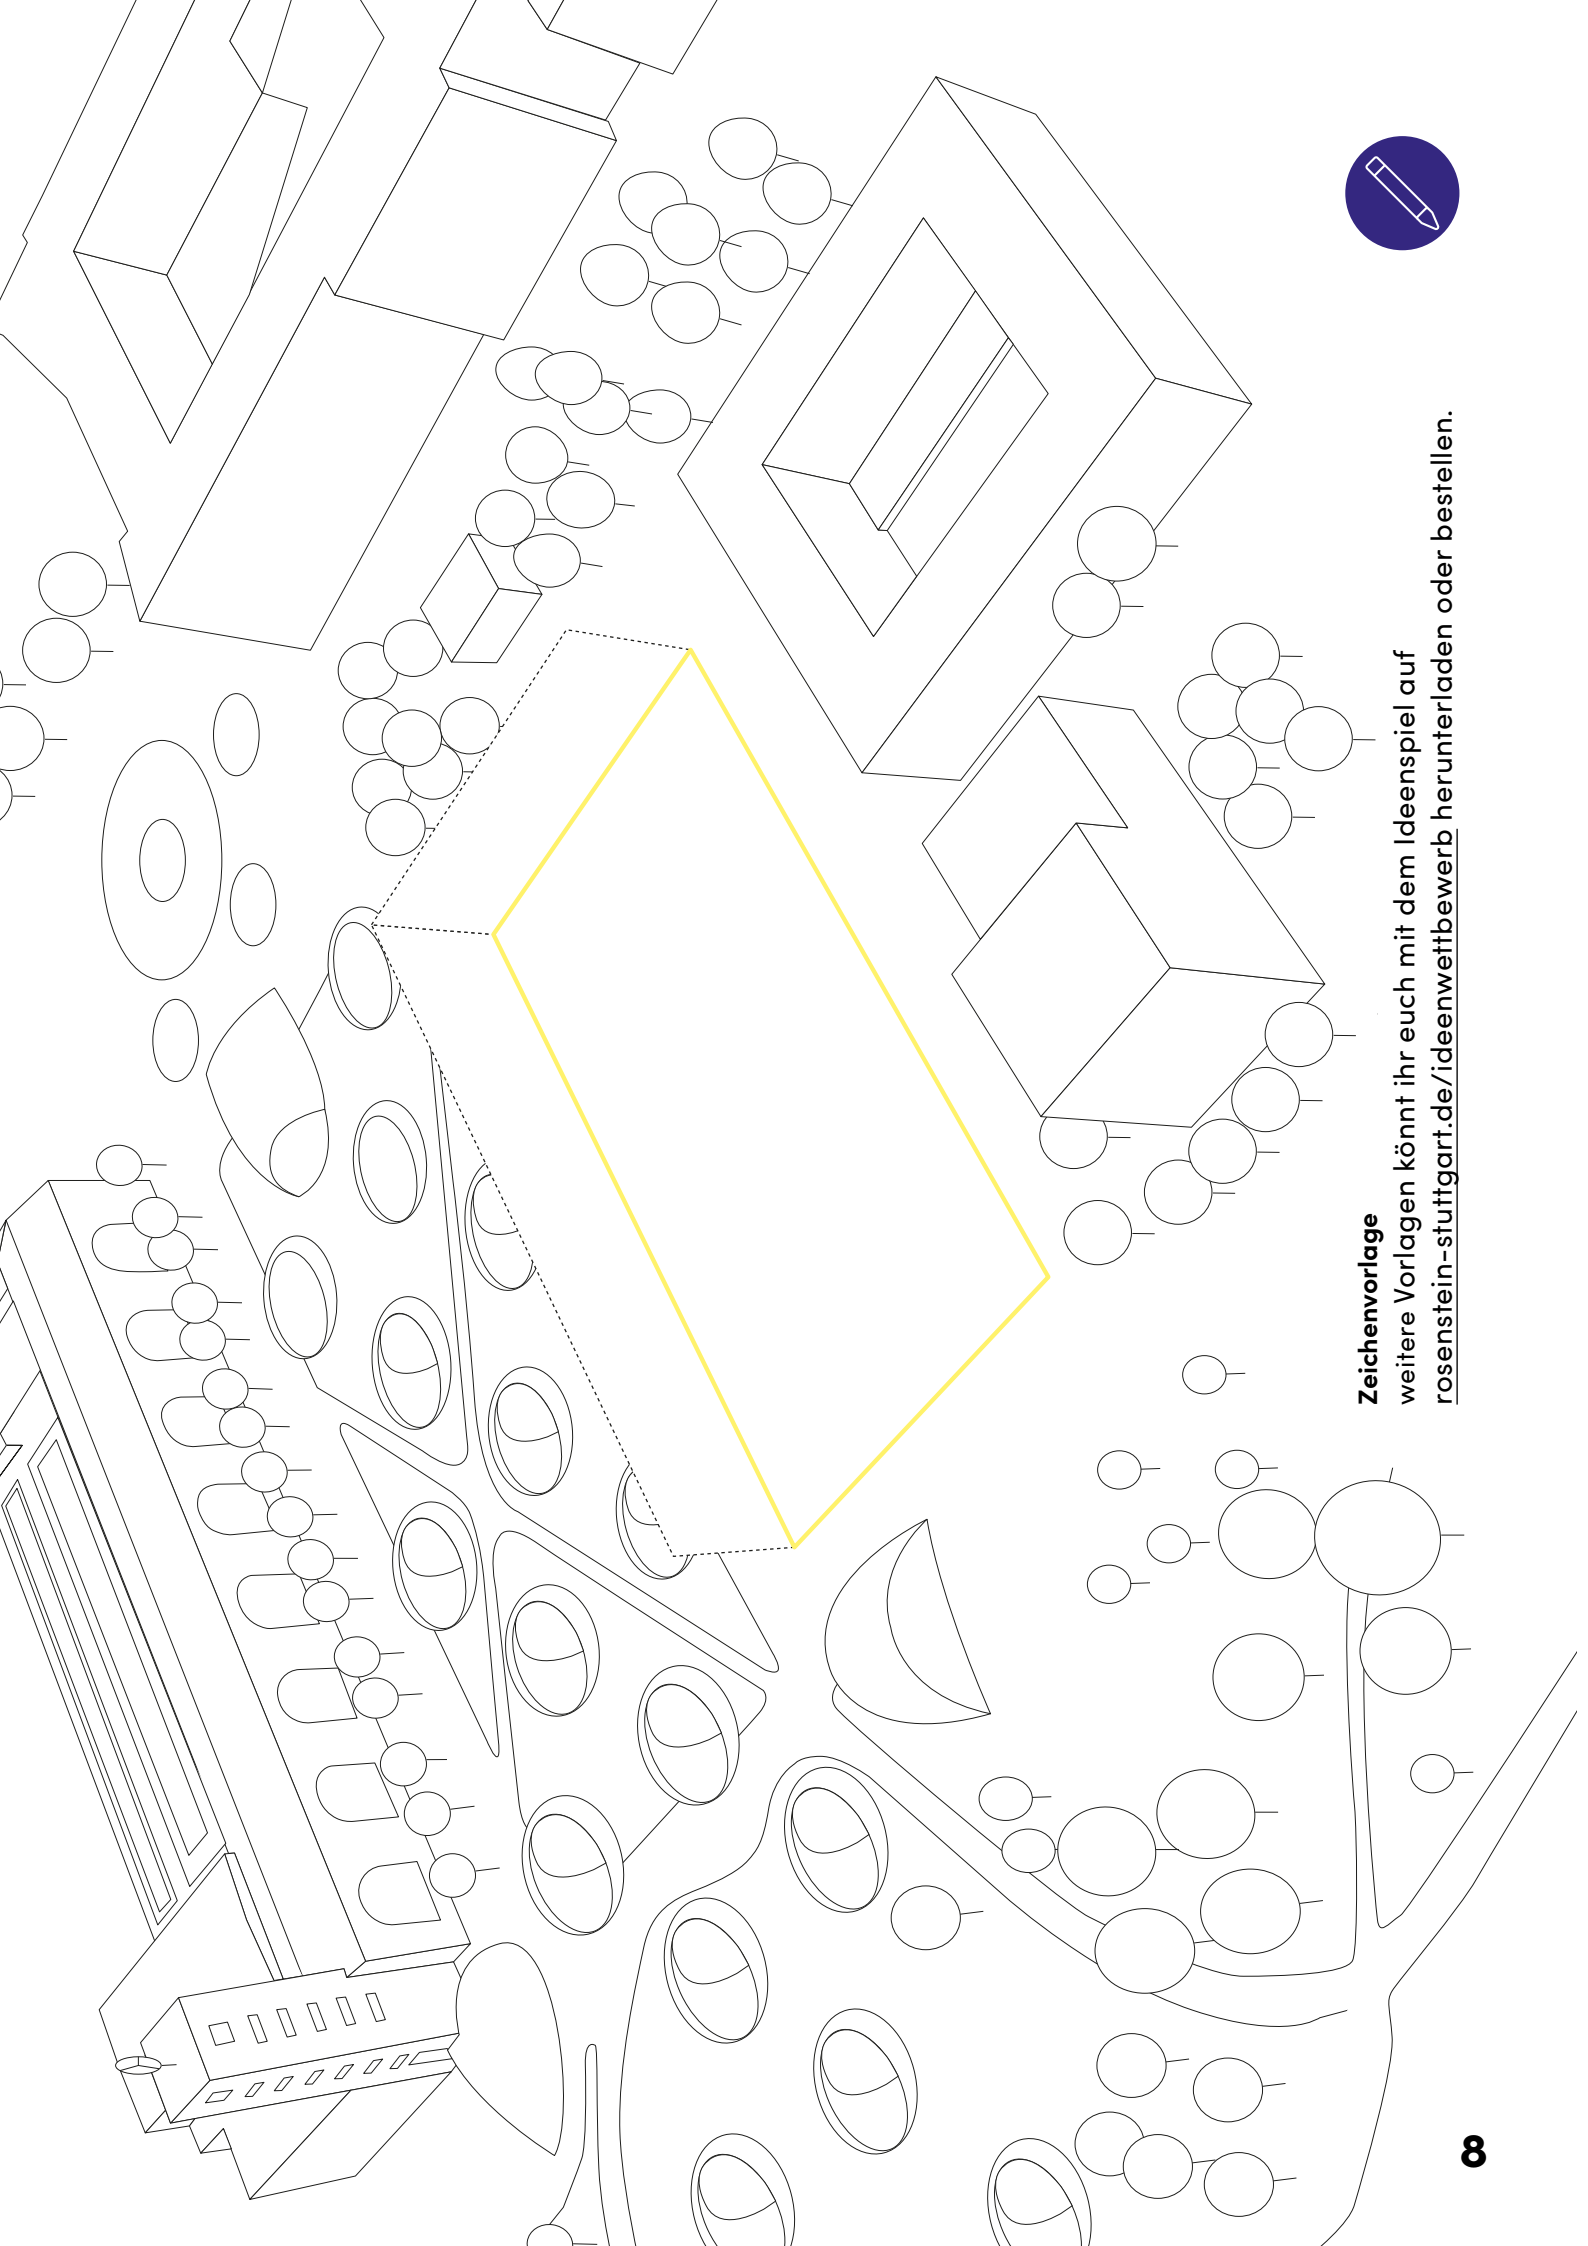 Zeichenvorlage
weitere Vorlagen könnt ihr euch mit dem Ideenspiel auf
rosenstein-stuttgart.de/ideenwettbewerb herunterladen oder bestellen.
8